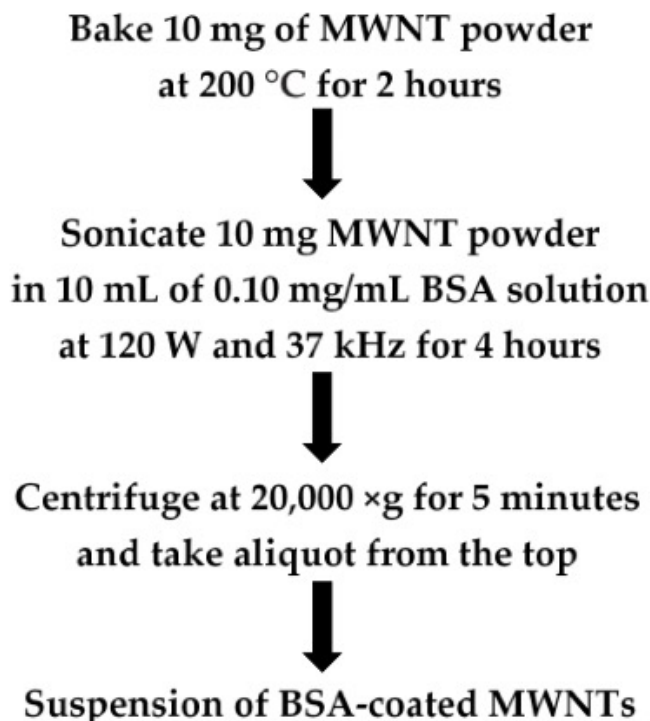 Bake 10 mg of MWNT powder
at 200 °C for 2 hours
Sonicate 10 mg MWNT powder
in 10 mL of 0.10 mg/mL BSA solution
at 120 W and 37 kHz for 4 hours
Centrifuge at 20,000 ×g for 5 minutes
and take aliquot from the top
Suspension of BSA-coated MWNTs